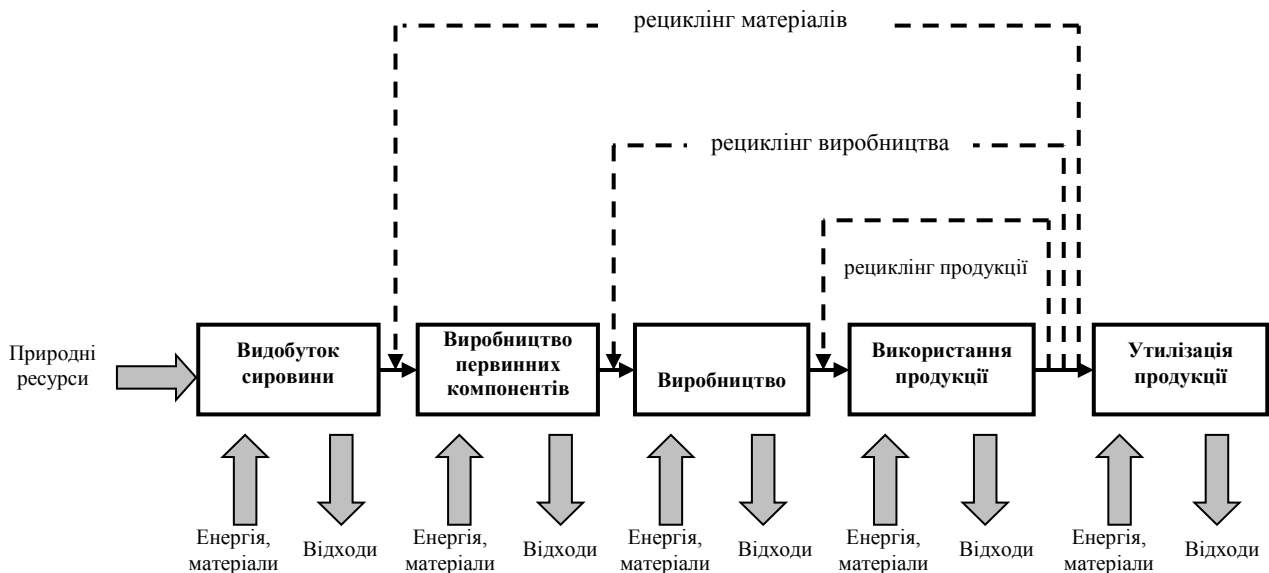 рециклінг матеріалів
рециклінг виробництва
рециклінг продукції
Природні
ресурси
Видобуток
сировини
Виробництво
первинних
компонентів
Виробництво
Використання
продукції
Утилізація
продукції
Енергія,
матеріали
Відходи
Енергія,
матеріали
Відходи
Енергія,
матеріали
Відходи
Енергія,
матеріали
Відходи
Енергія,
матеріали
Відходи